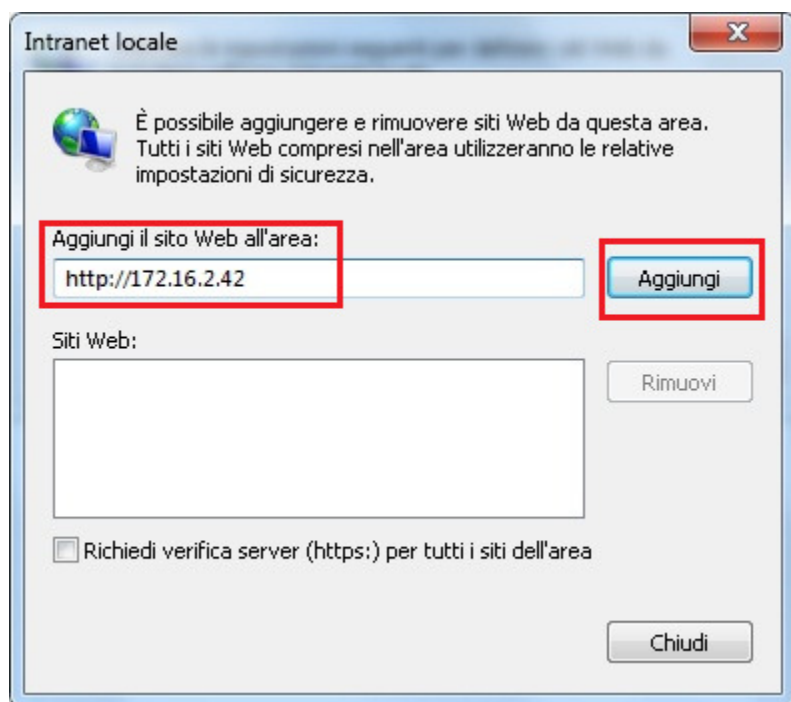 Intranet locale
È possibile aggiungere e rimuovere siti Web da questa area.
Tutti i siti Web compresi nell'area utilizzeranno le relative
impostazioni di sicurezza.
Aggiungi il sito Web all'area:
http://172.16.2.42
Aggiungi
Siti Web:
Rimuovi
Richiedi verifica server (https:) per tutti i siti dell'area
Chiudi